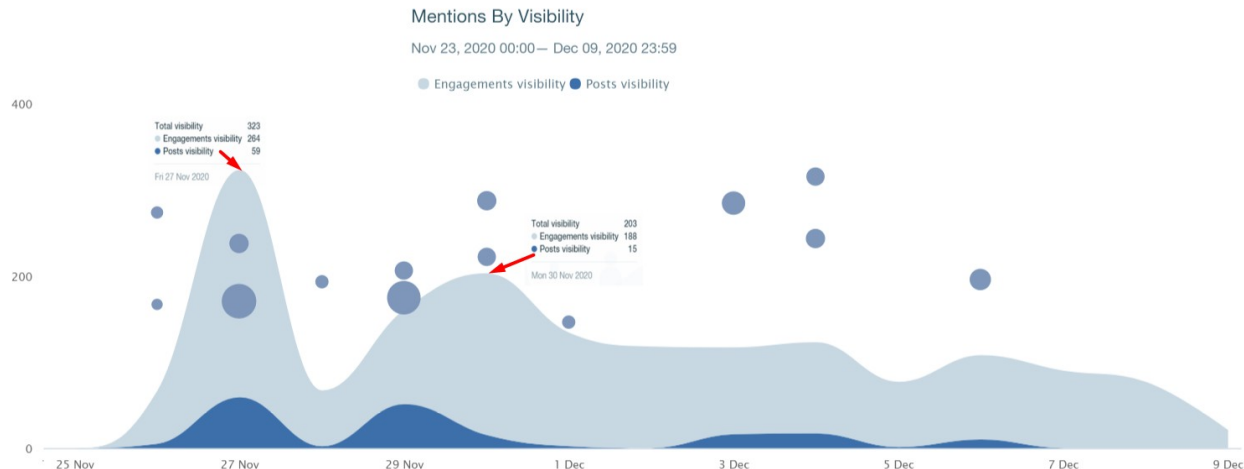 Mentions By Visibility
Nov 23, 2020 00:00— Dec 09, 2020 23:59
Engagements visibility Posts visibility
400
Total visibility 323
Engagements visibility 264
Posts visibility 59
Fri 27 Nov 2020
Total visibility 203
Engagements visibility 188
Posts visibility 15
Mon 30 Nov 2020
200
0
25 Nov 27 Nov 29 Nov 1 Dec 3 Dec 5 Dec 7 Dec 9 Dec